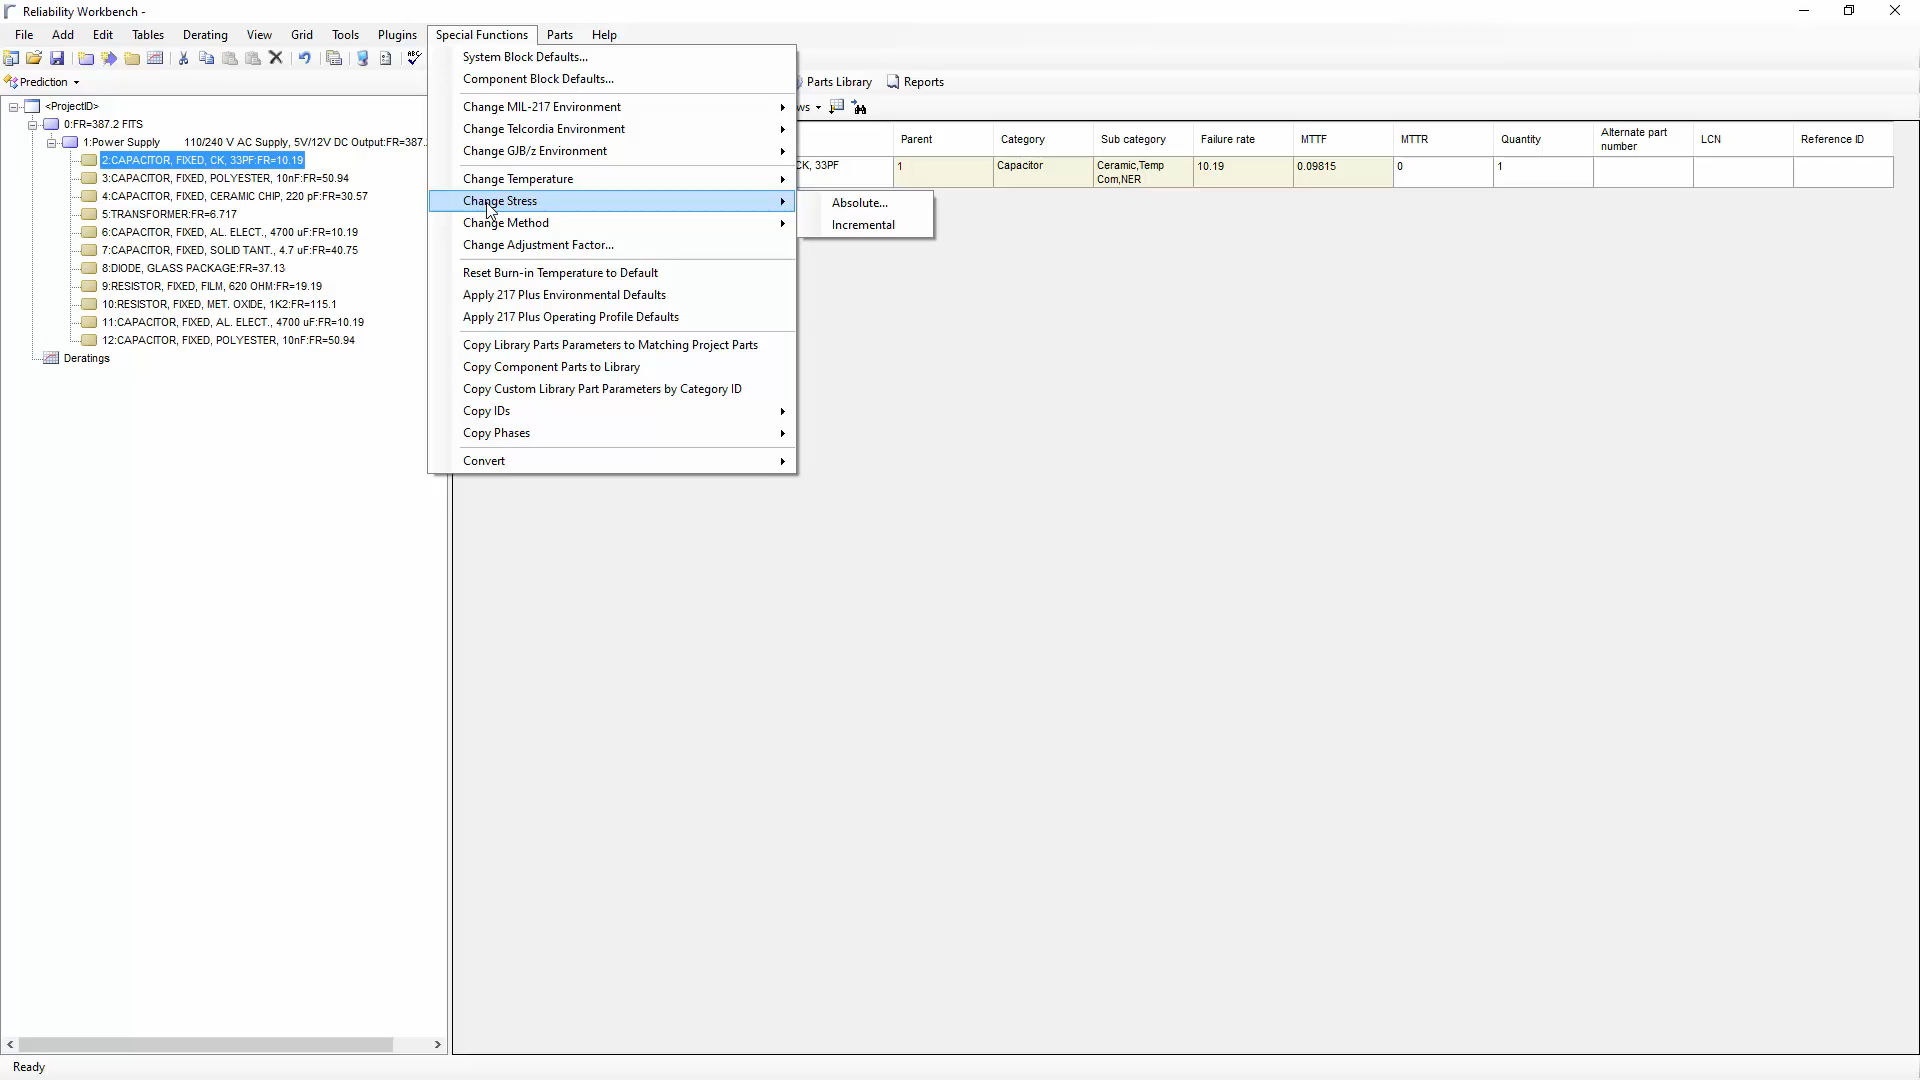 Reliability Workbench -
File Add Edit Tables Derating View Grid Tools Plugins Special Functions Parts Help
Prediction
Parts Library Reports
ws
<ProjectID>
0:FR=387.2 FITS
1:Power Supply 110/240 V AC Supply, 5V/12V DC Output:FR=387.
2:CAPACITOR, FIXED, CK, 33PF:FR=10.19
3:CAPACITOR, FIXED, POLYESTER, 10nF:FR=50.94
4:CAPACITOR, FIXED, CERAMIC CHIP, 220 pF:FR=30.57
5:TRANSFORMER:FR=6.717
6:CAPACITOR, FIXED, AL. ELECT., 4700 uF:FR=10.19
7:CAPACITOR, FIXED, SOLID TANT., 4.7 uF:FR=40.75
8:DIODE, GLASS PACKAGE:FR=37.13
9:RESISTOR, FIXED, FILM, 620 OHM:FR=19.19
10:RESISTOR, FIXED, MET. OXIDE, 1K2:FR=115.1
11:CAPACITOR, FIXED, AL. ELECT., 4700 uF:FR=10.19
12:CAPACITOR, FIXED, POLYESTER, 10nF:FR=50.94
Deratings
System Block Defaults...
Component Block Defaults...
Change MIL-217 Environment
Change Telcordia Environment
Change GJB/z Environment
Change Temperature
Change Stress
Change Method
Change Adjustment Factor...
Reset Burn-in Temperature to Default
Apply 217 Plus Environmental Defaults
Apply 217 Plus Operating Profile Defaults
Copy Library Parts Parameters to Matching Project Parts
Copy Component Parts to Library
Copy Custom Library Part Parameters by Category ID
Copy IDs
Copy Phases
Convert
Absolute...
Incremental
Parent Category Sub category Failure rate MTTF MTTR Quantity Alternate part number LCN Reference ID
CK, 33PF 1 Capacitor Ceramic,Temp Com,NER 10.19 0.09815 0 1
Ready